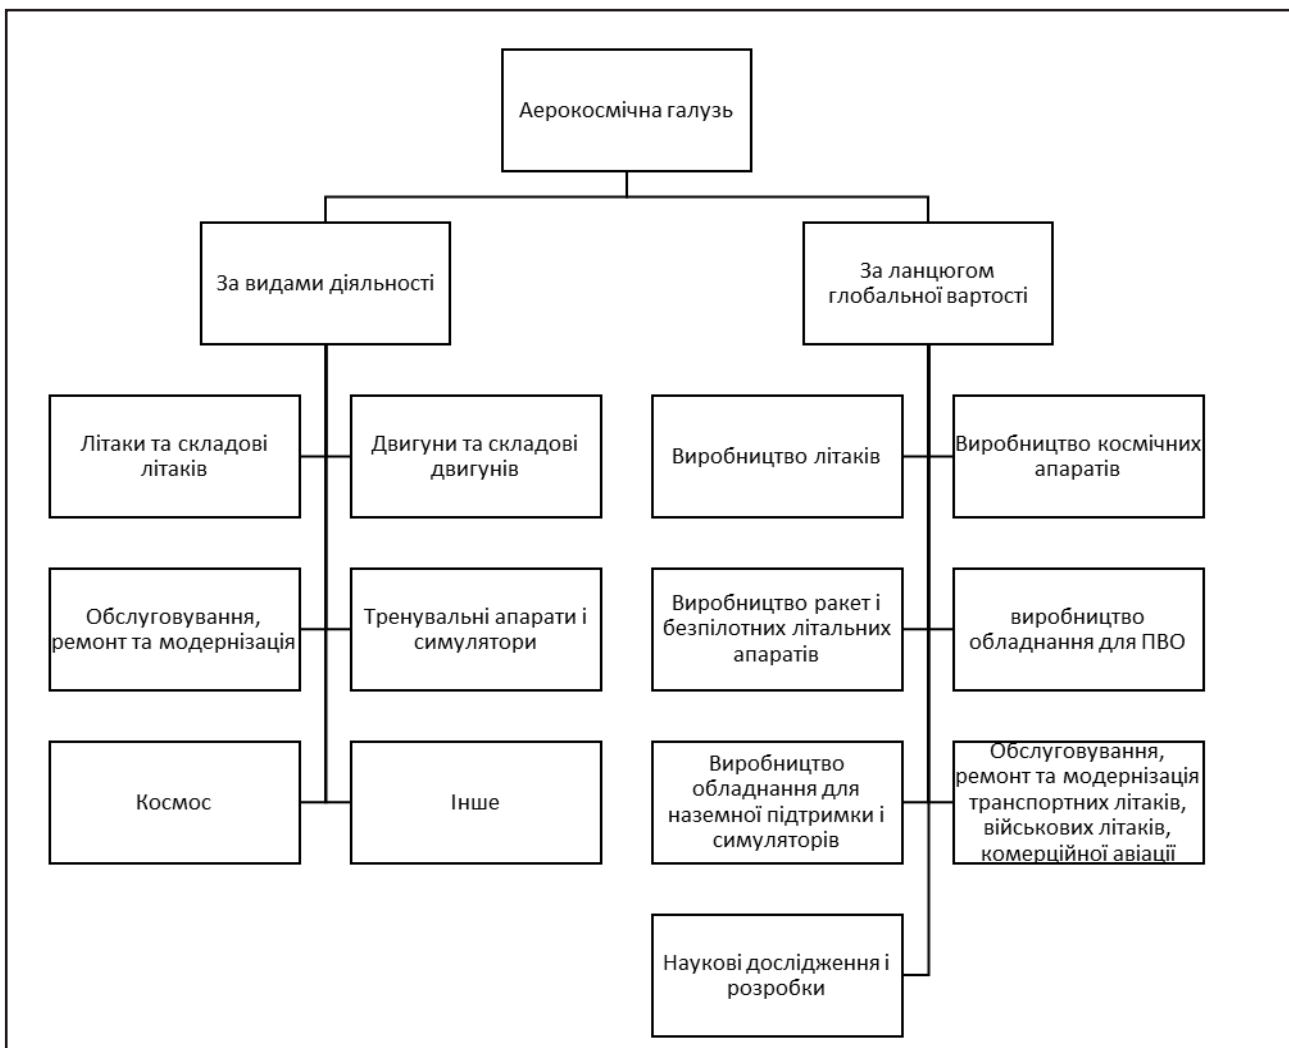 Аерокосмічна галузь
За видами діяльності
За ланцюгом
глобальної вартості
Літаки та складові
літаків
Двигуни та складові
двигунів
Виробництво літаків
Виробництво космічних
апаратів
Обслуговування,
ремонт та модернізація
Тренувальні апарати і
симулятори
Виробництво ракет і
безпілотних літальних
апаратів
виробництво
обладнання для ПВО
Космос
Інше
Виробництво
обладнання для
наземної підтримки і
симуляторів
Обслуговування,
ремонт та модернізація
транспортних літаків,
військових літаків,
комерційної авіації
Наукові дослідження і
розробки